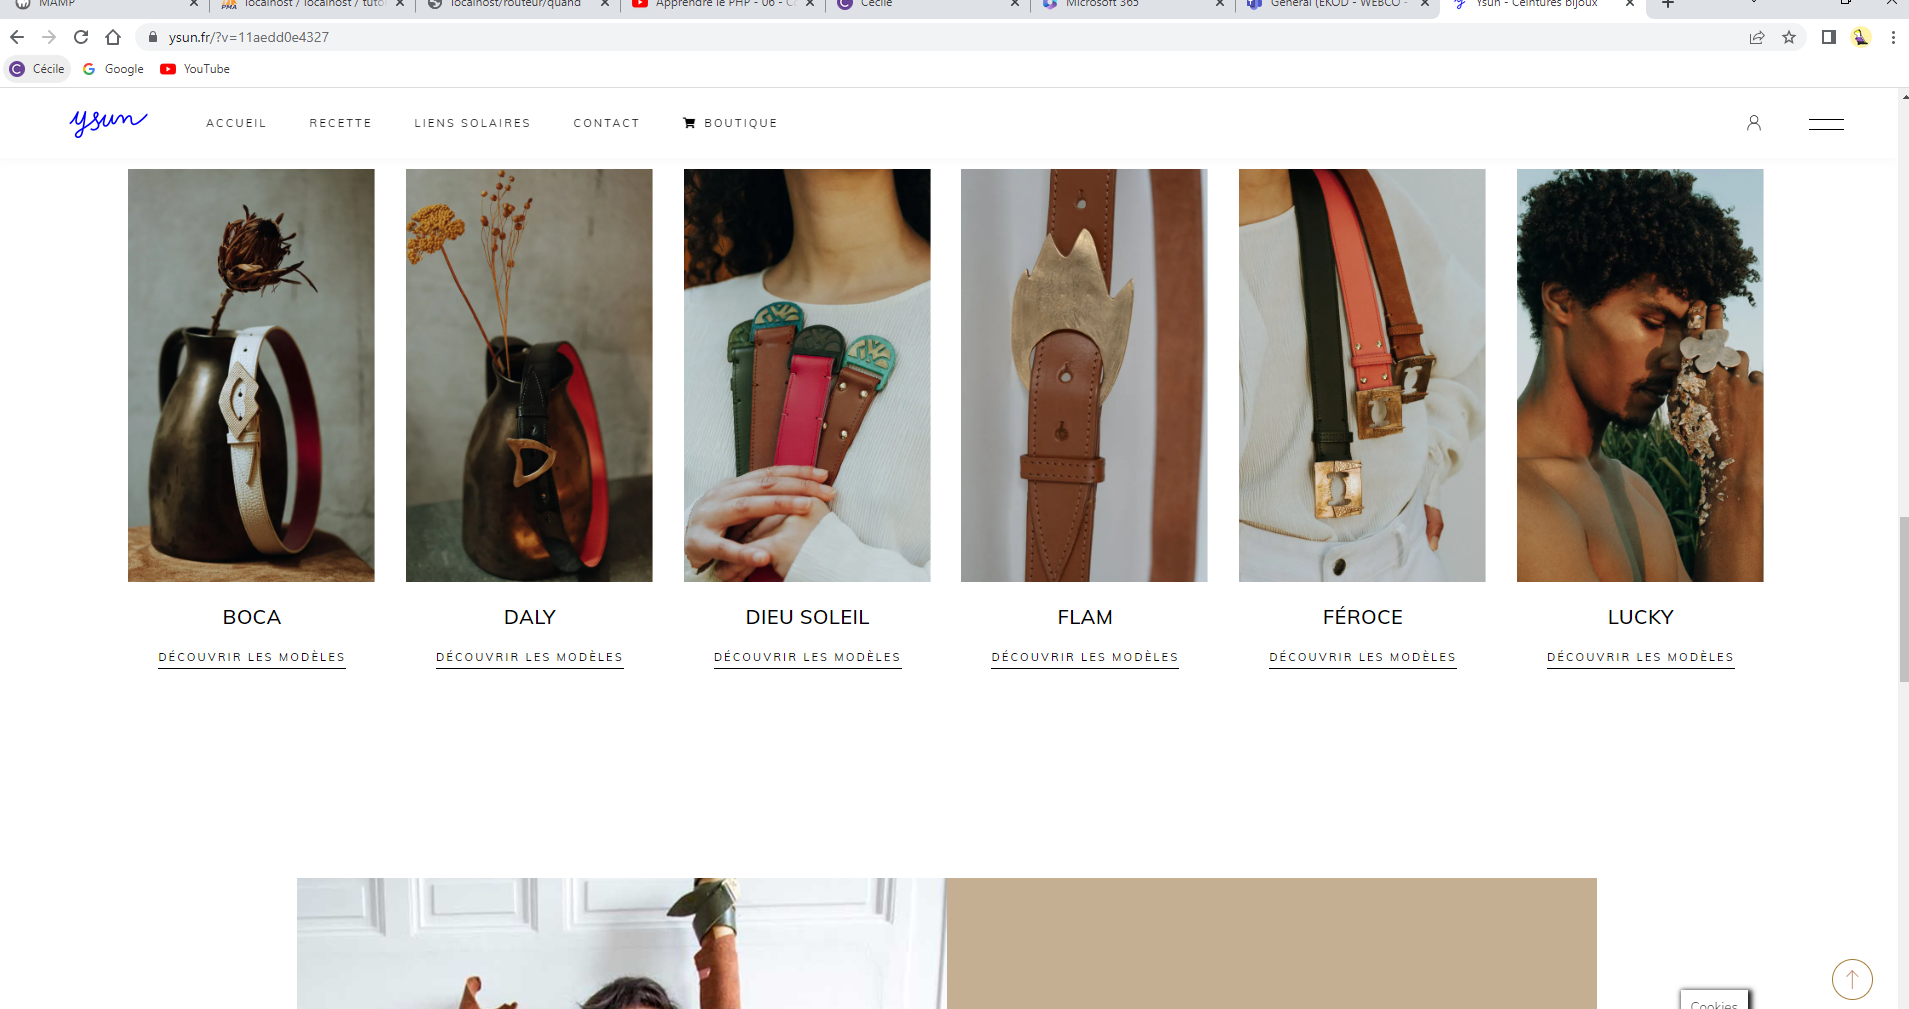 MAMP
localhost / localhost / tuto
localhost/routeur/quand
Apprendre le PHP - 06 - Co
Cécile
Microsoft 365
Général (EKOD - WEBCO -
Ysun - Ceintures bijoux
ysun.fr/?v=11aedd0e4327
Cécile
Google
YouTube
ysun
ACCUEIL
RECETTE
LIENS SOLAIRES
CONTACT
BOUTIQUE
BOCA
DALY
DIEU SOLEIL
FLAM
FÉROCE
LUCKY
DÉCOUVRIR LES MODÈLES
DÉCOUVRIR LES MODÈLES
DÉCOUVRIR LES MODÈLES
DÉCOUVRIR LES MODÈLES
DÉCOUVRIR LES MODÈLES
DÉCOUVRIR LES MODÈLES
Cookies